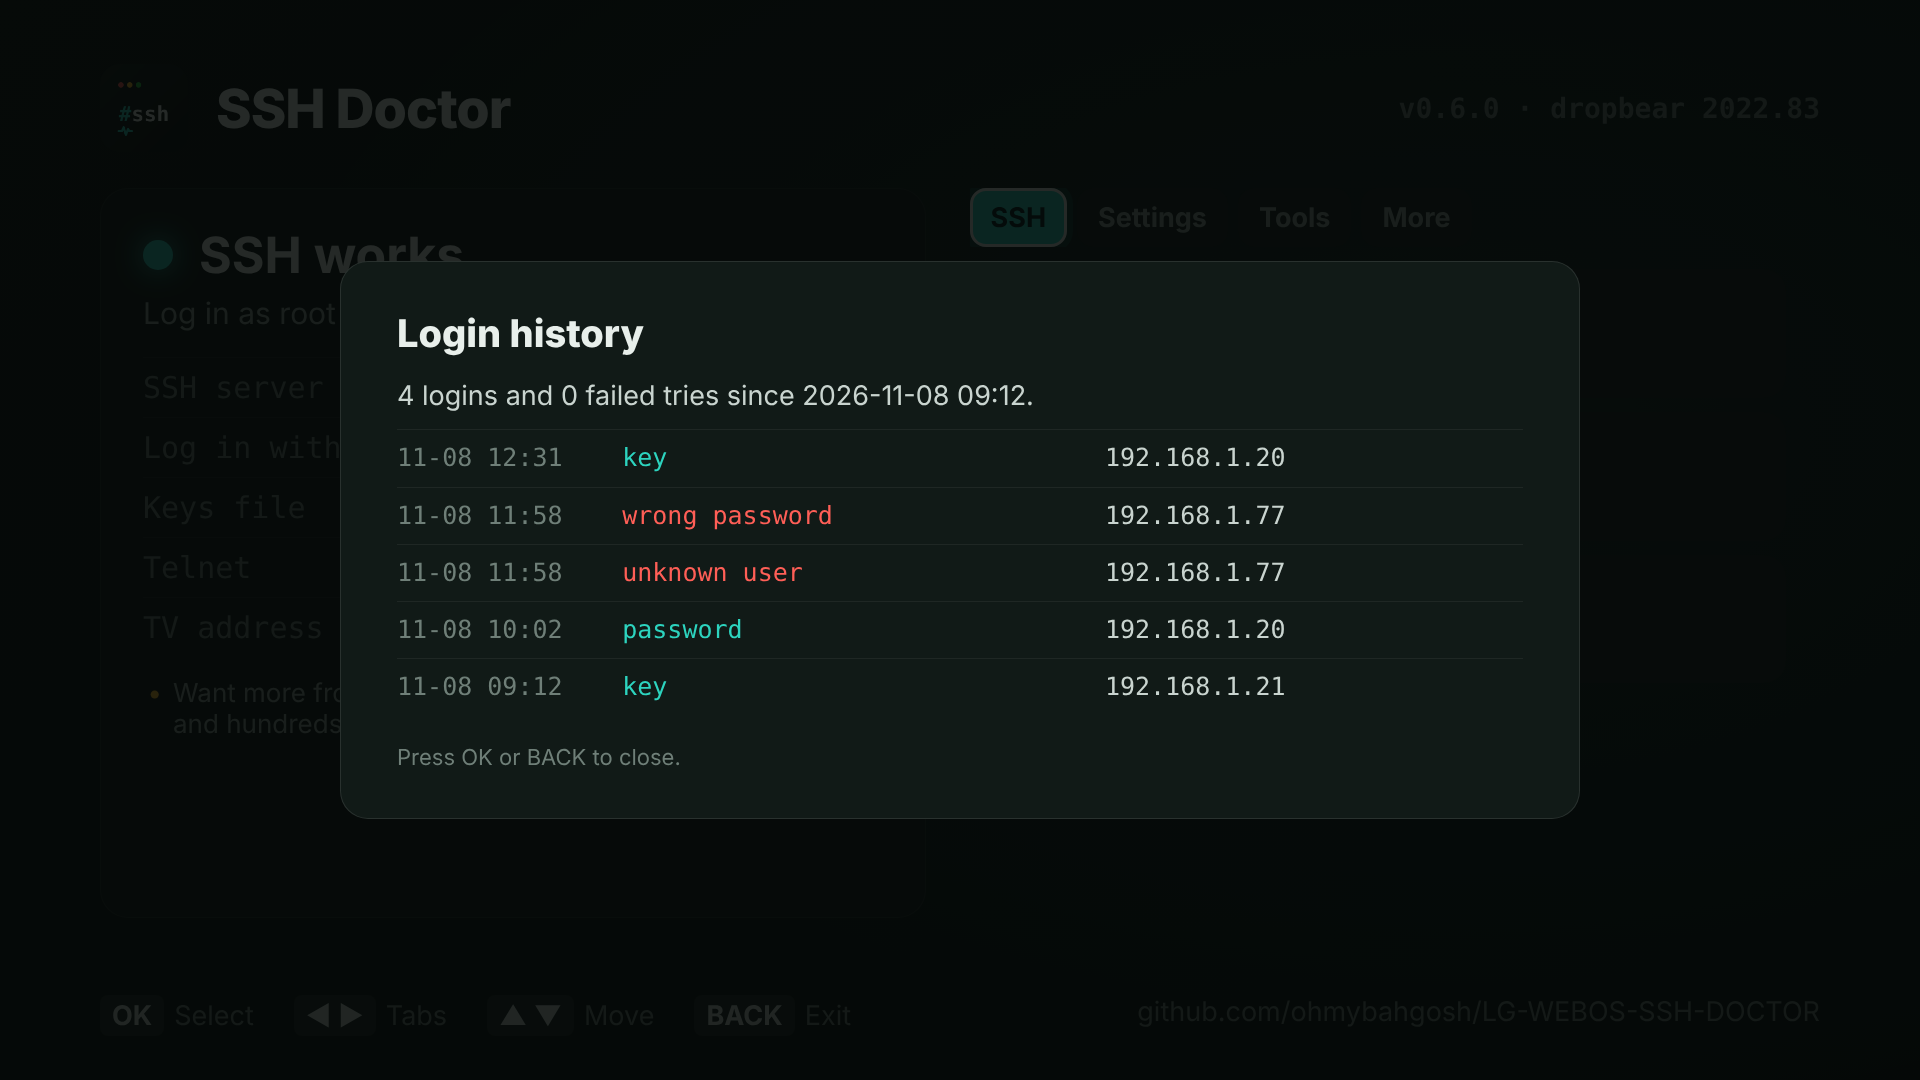 #ssh
SSH Doctor
v0.6.0 · dropbear 2022.83
SSH works
Log in as root
SSH server
Log in with
Keys file
Telnet
TV address
Want more fro
and hundreds
SSH Settings Tools More
Login history
4 logins and 0 failed tries since 2026-11-08 09:12.
11-08 12:31 key 192.168.1.20
11-08 11:58 wrong password 192.168.1.77
11-08 11:58 unknown user 192.168.1.77
11-08 10:02 password 192.168.1.20
11-08 09:12 key 192.168.1.21
Press OK or BACK to close.
OK Select ◀ ▶ Tabs ▲ ▼ Move BACK Exit
github.com/ohmybahgosh/LG-WEBOS-SSH-DOCTOR